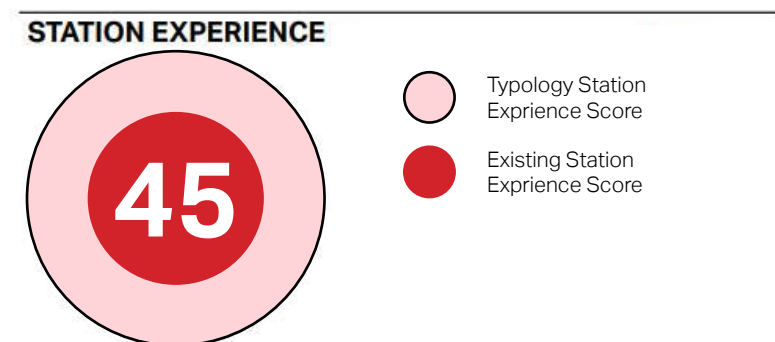 STATION EXPERIENCE
45
Typology Station
Exprience Score
Existing Station
Exprience Score